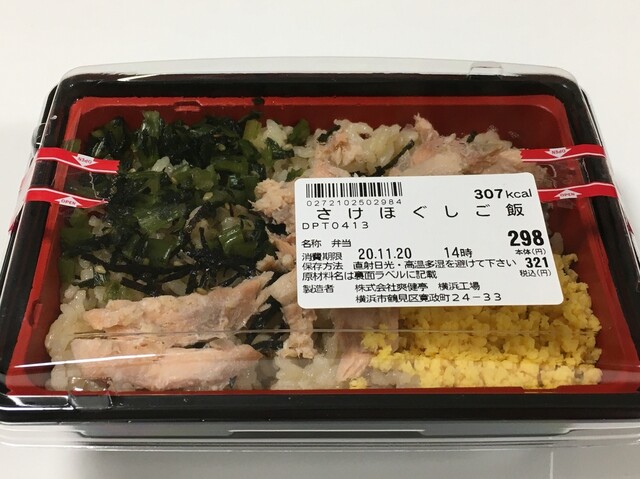 307kcal
0272102502984
さけほぐしご飯
DPT0413
名称 弁当
298
本体(円)
消費期限 20.11.20 14時
保存方法 直射日光・高温多湿を避けて下さい 321
税込(円)
原材料名は裏面ラベルに記載
製造者 株式会社爽健亭 横浜工場
横浜市鶴見区寛政町24-33
OPEN
OPEN
OPEN
OPEN